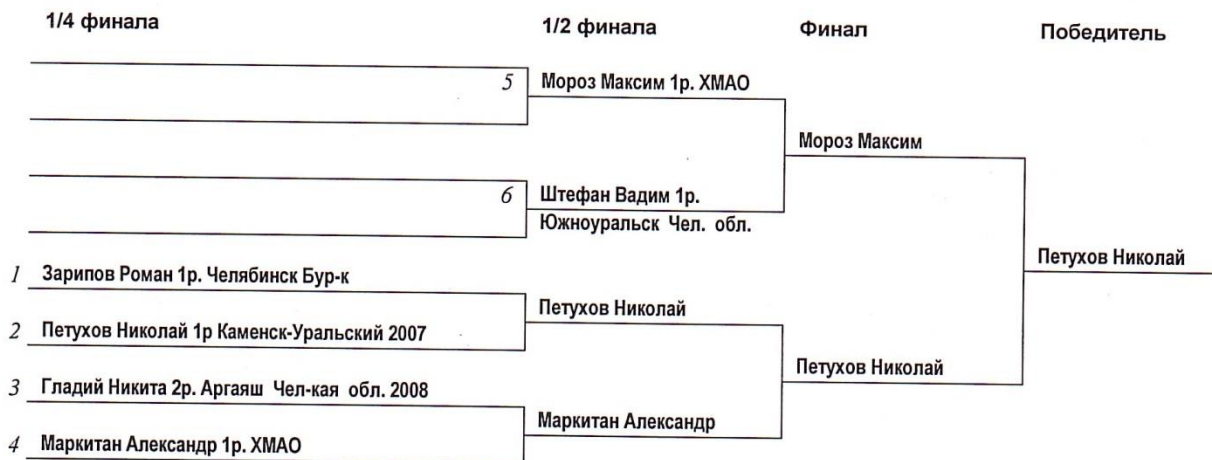 1/4 финала
1/2 финала
Финал
Победитель
5
Мороз Максим 1р. ХМАО
Мороз Максим
6
Штефан Вадим 1р.
Южноуральск Чел. обл.
Петухов Николай
1 Зарипов Роман 1р. Челябинск Бур-к
Петухов Николай
2 Петухов Николай 1р Каменск-Уральский 2007
Петухов Николай
3 Гладий Никита 2р. Аргаяш Чел-кая обл. 2008
Маркитан Александр
4 Маркитан Александр 1р. ХМАО